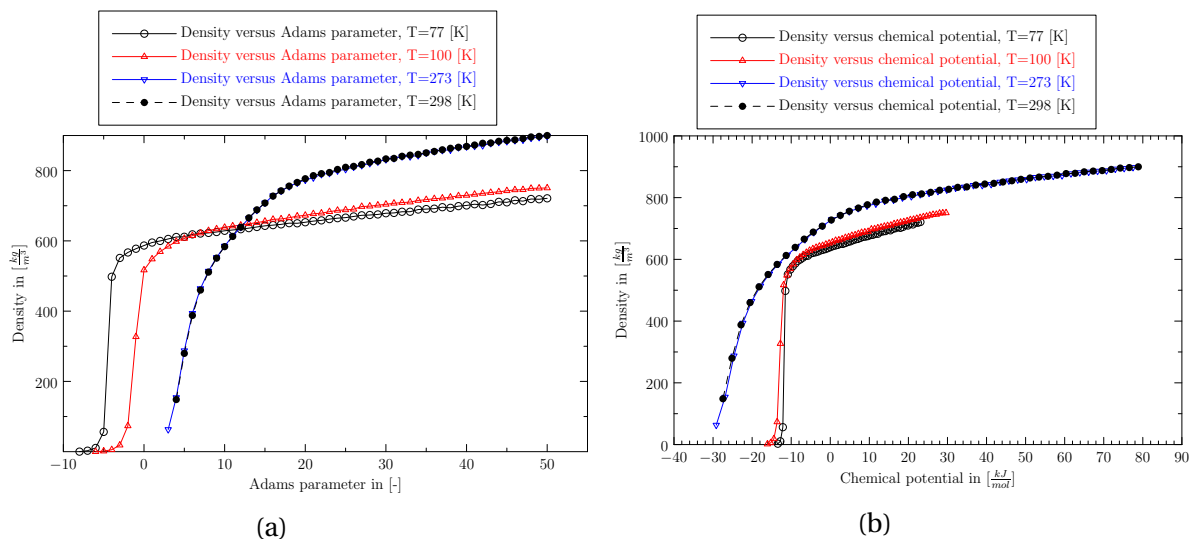 Density versus Adams parameter, T=77 [K]
Density versus Adams parameter, T=100 [K]
Density versus Adams parameter, T=273 [K]
Density versus Adams parameter, T=298 [K]
800
600
400
200
−10
0
10
20
30
40
50
Density in [kg/m³]
Adams parameter in [-]
(a)
Density versus chemical potential, T=77 [K]
Density versus chemical potential, T=100 [K]
Density versus chemical potential, T=273 [K]
Density versus chemical potential, T=298 [K]
1000
800
600
400
200
0
−40
−30
−20
−10
0
10
20
30
40
50
60
70
80
90
Density in [kg/m³]
Chemical potential in [kJ/mol]
(b)